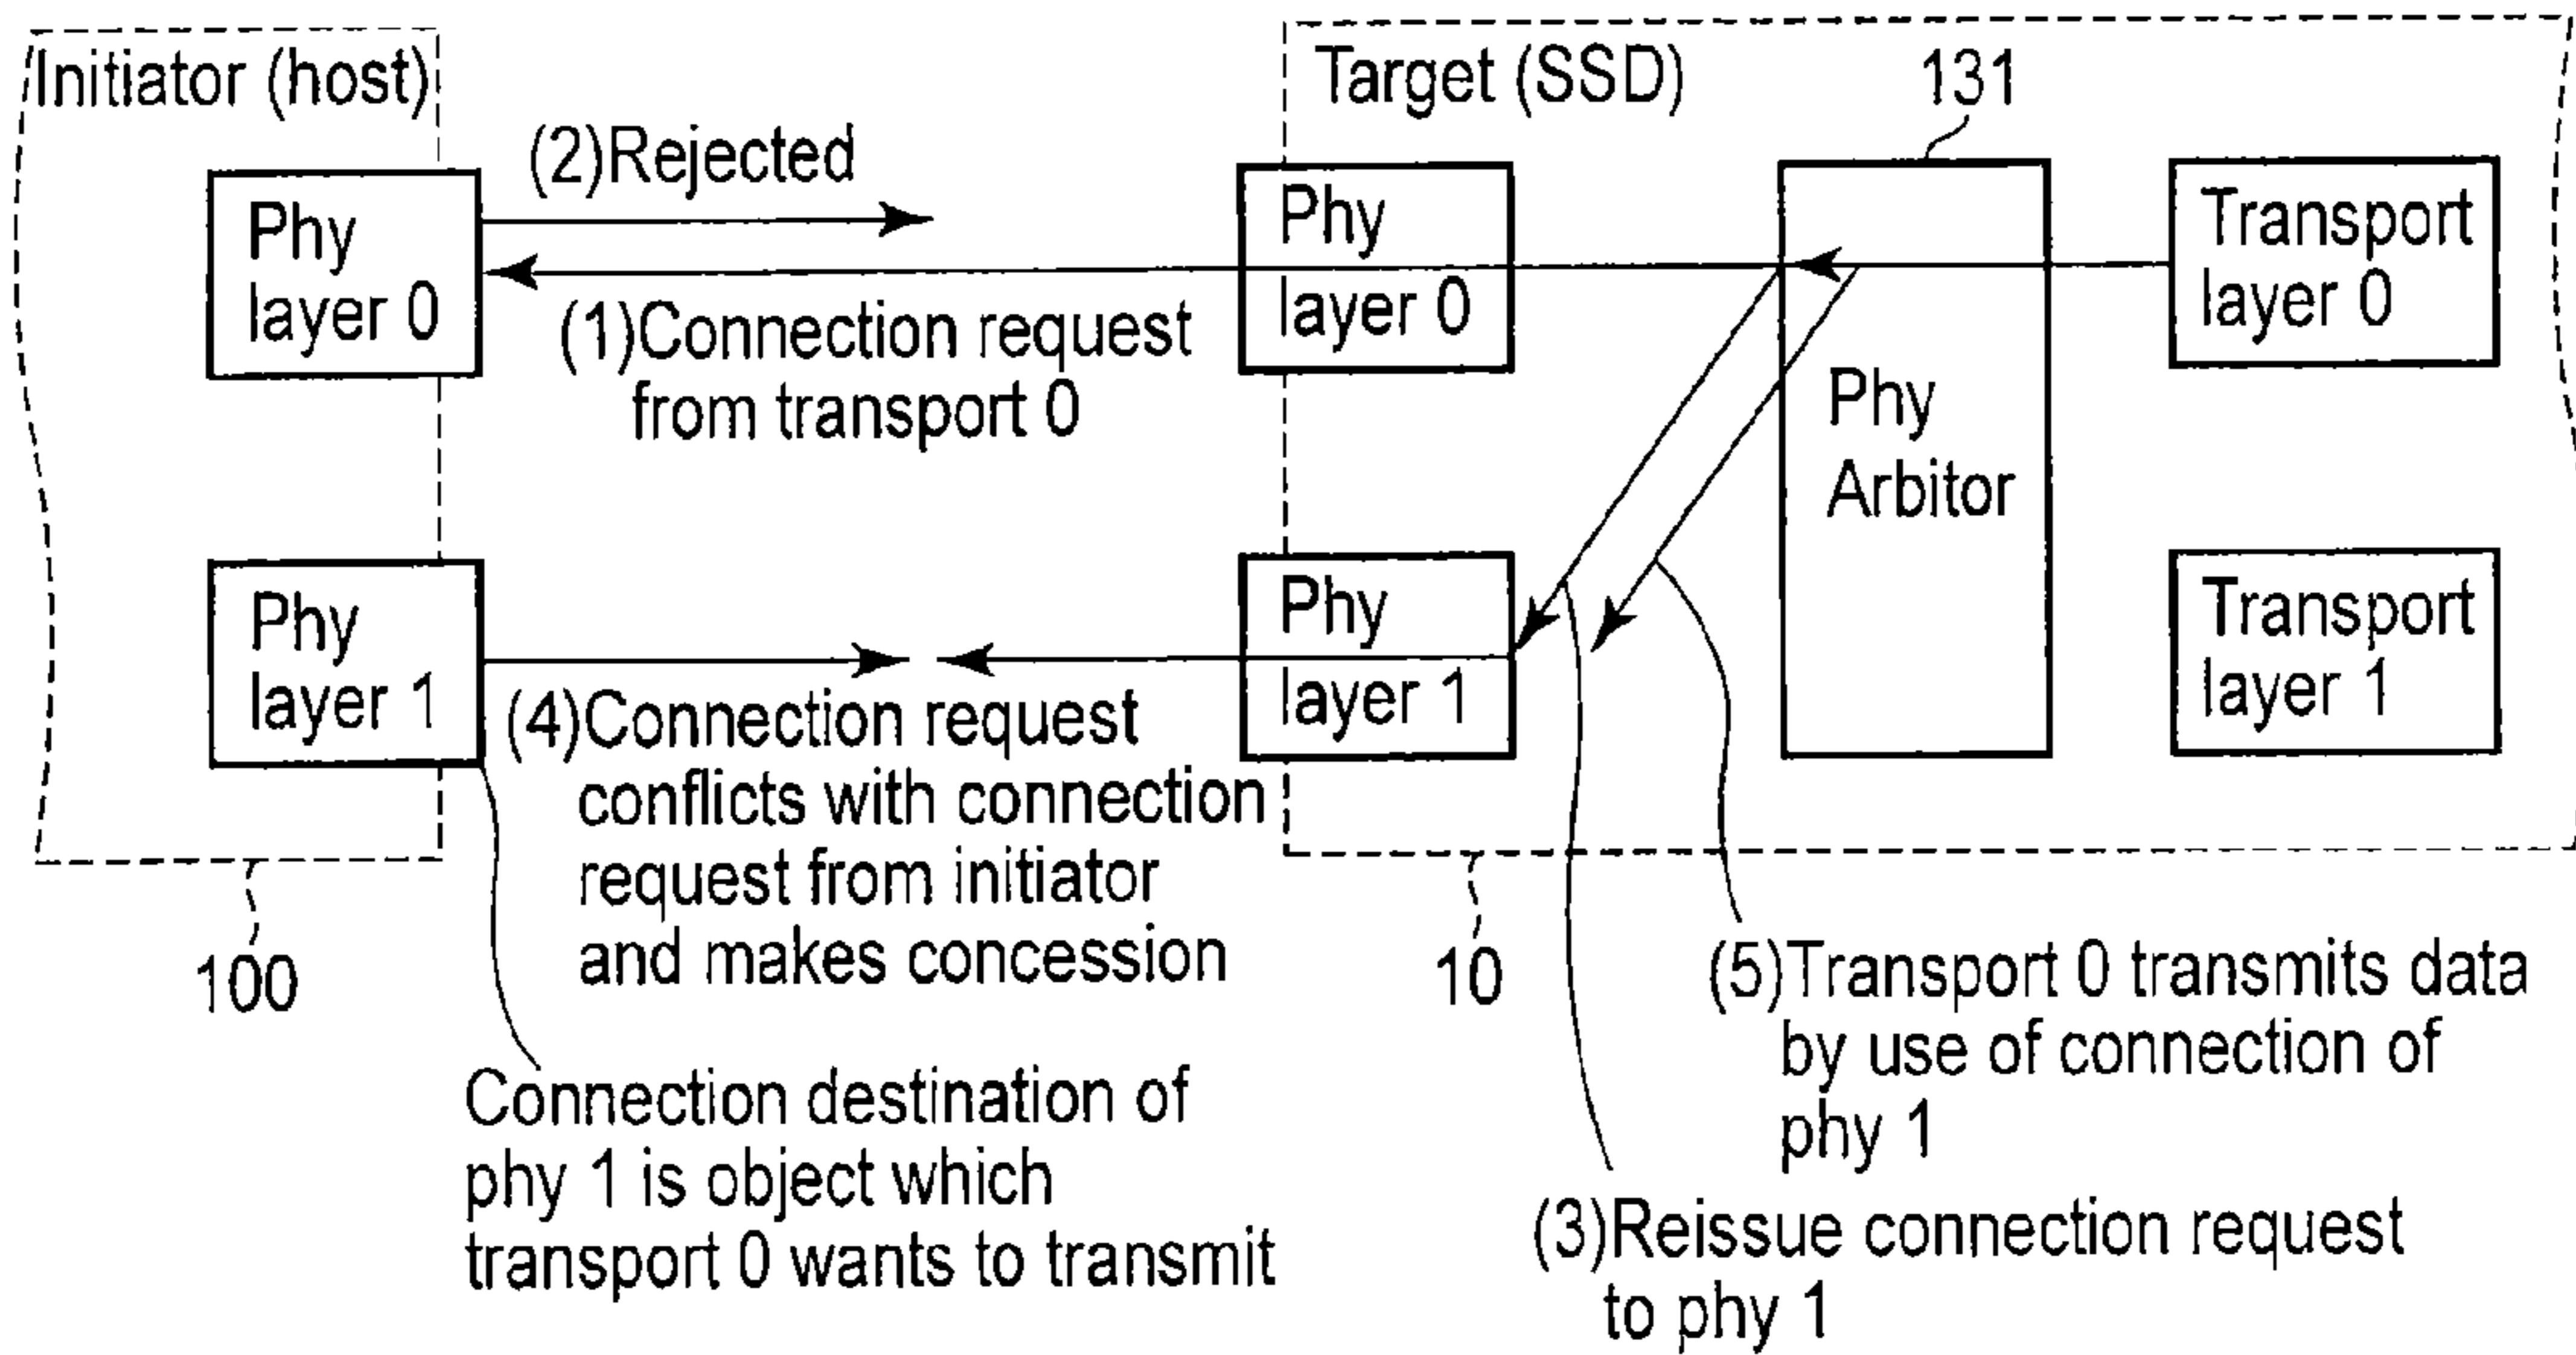 Initiator (host)
Target (SSD)
131
(2)Rejected
Phy
layer 0
Phy
layer 0
Transport
layer 0
(1)Connection request
from transport 0
Phy
Arbitor
Phy
layer 1
Phy
layer 1
Transport
layer 1
(4)Connection request
conflicts with connection
request from initiator
and makes concession
100
10
(5)Transport 0 transmits data
by use of connection of
phy 1
Connection destination of
phy 1 is object which
transport 0 wants to transmit
(3)Reissue connection request
to phy 1